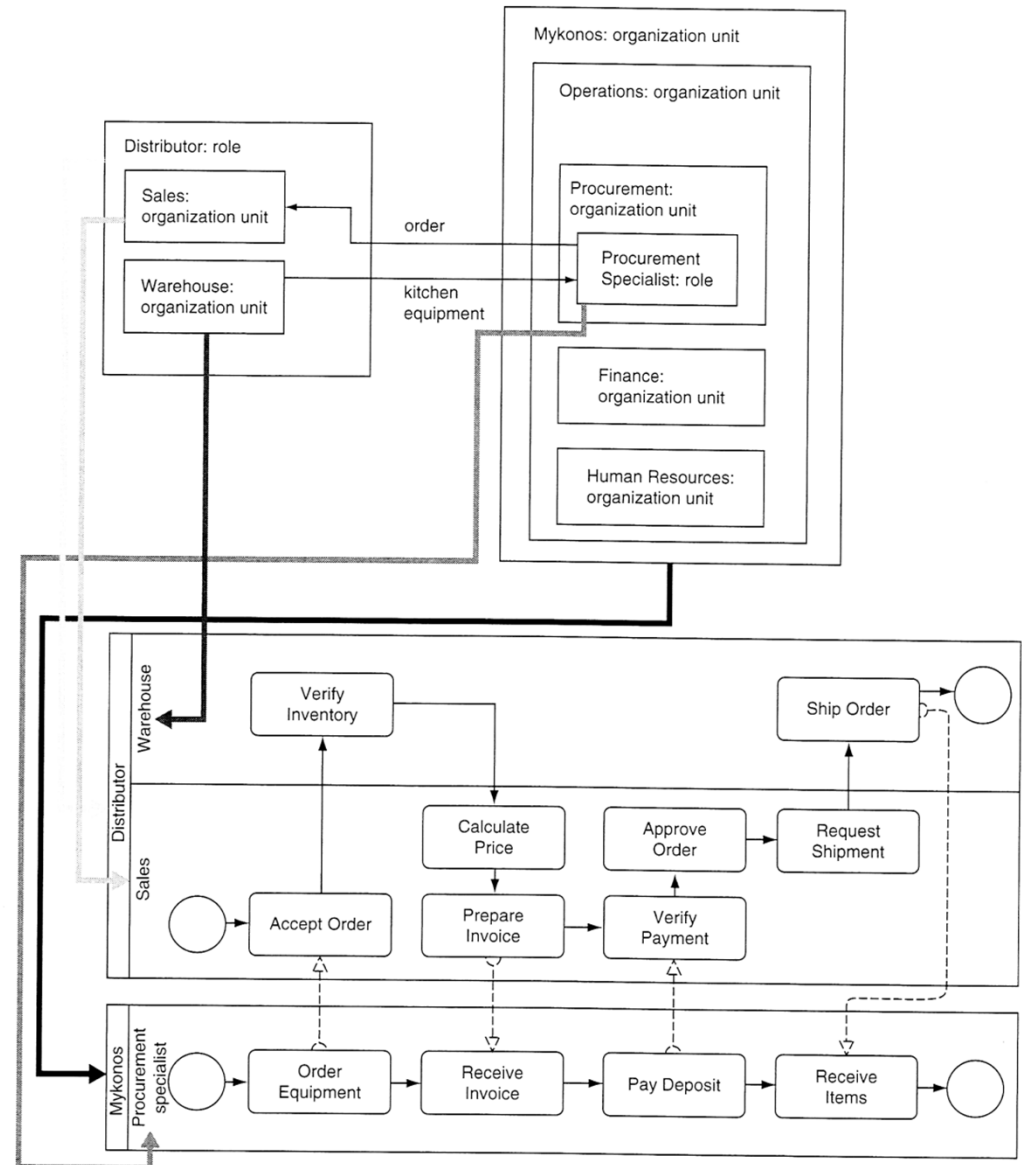 Mykonos: organization unit
Operations: organization unit
Distributor: role
Sales:
organization unit
Procurement:
organization unit
order
Procurement
Specialist: role
Warehouse:
organization unit
kitchen
equipment
Finance:
organization unit
Human Resources:
organization unit
Distributor
Warehouse
Verify
Inventory
Ship Order
Sales
Calculate
Price
Approve
Order
Request
Shipment
Accept Order
Prepare
Invoice
Verify
Payment
Mykonos
Procurement
specialist
Order
Equipment
Receive
Invoice
Pay Deposit
Receive
Items